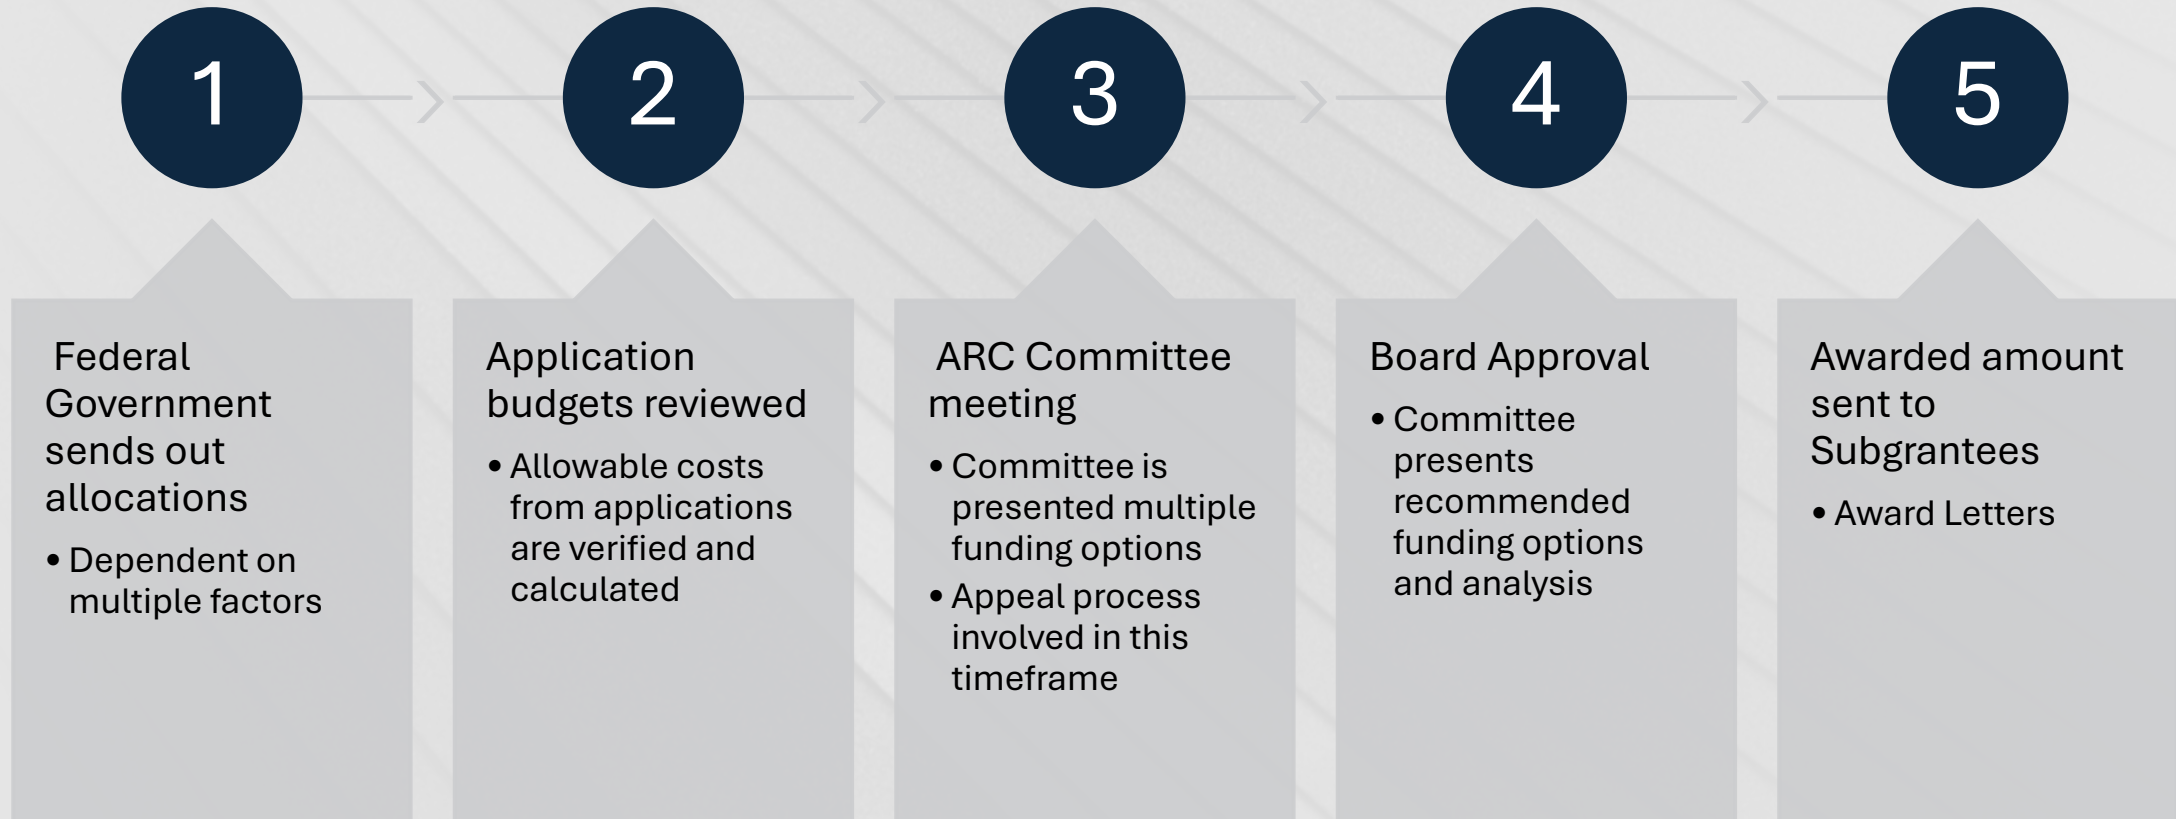 1
2
3
4
5
Federal
Government
sends out
allocations
• Dependent on
multiple factors
Application
budgets reviewed
• Allowable costs
from applications
are verified and
calculated
ARC Committee
meeting
• Committee is
presented multiple
funding options
• Appeal process
involved in this
timeframe
Board Approval
• Committee
presents
recommended
funding options
and analysis
Awarded amount
sent to
Subgrantees
• Award Letters